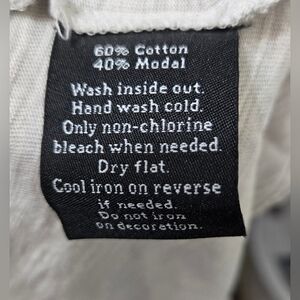 60% Cotton
40% Modal
Wash inside out.
Hand wash cold.
Only non-chlorine
bleach when needed.
Dry flat.
Cool iron on reverse
if needed.
Do not iron
on decoration.